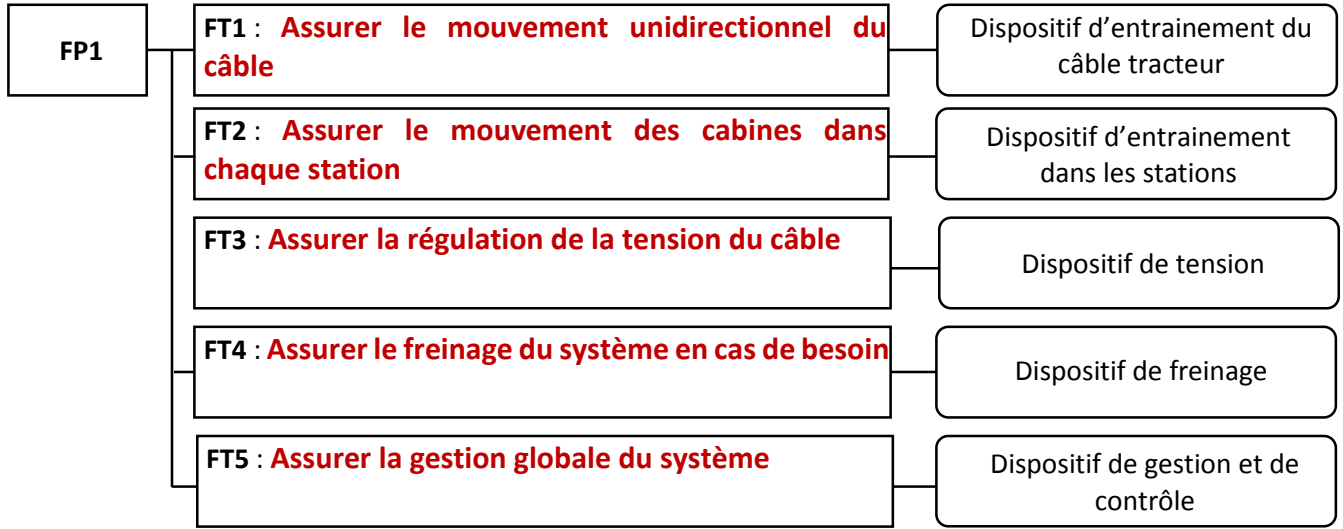 FP1
FT1 : Assurer le mouvement unidirectionnel du
câble
Dispositif d’entrainement du
câble tracteur
FT2 : Assurer le mouvement des cabines dans
chaque station
Dispositif d’entrainement
dans les stations
FT3 : Assurer la régulation de la tension du câble
Dispositif de tension
FT4 : Assurer le freinage du système en cas de besoin
Dispositif de freinage
FT5 : Assurer la gestion globale du système
Dispositif de gestion et de
contrôle